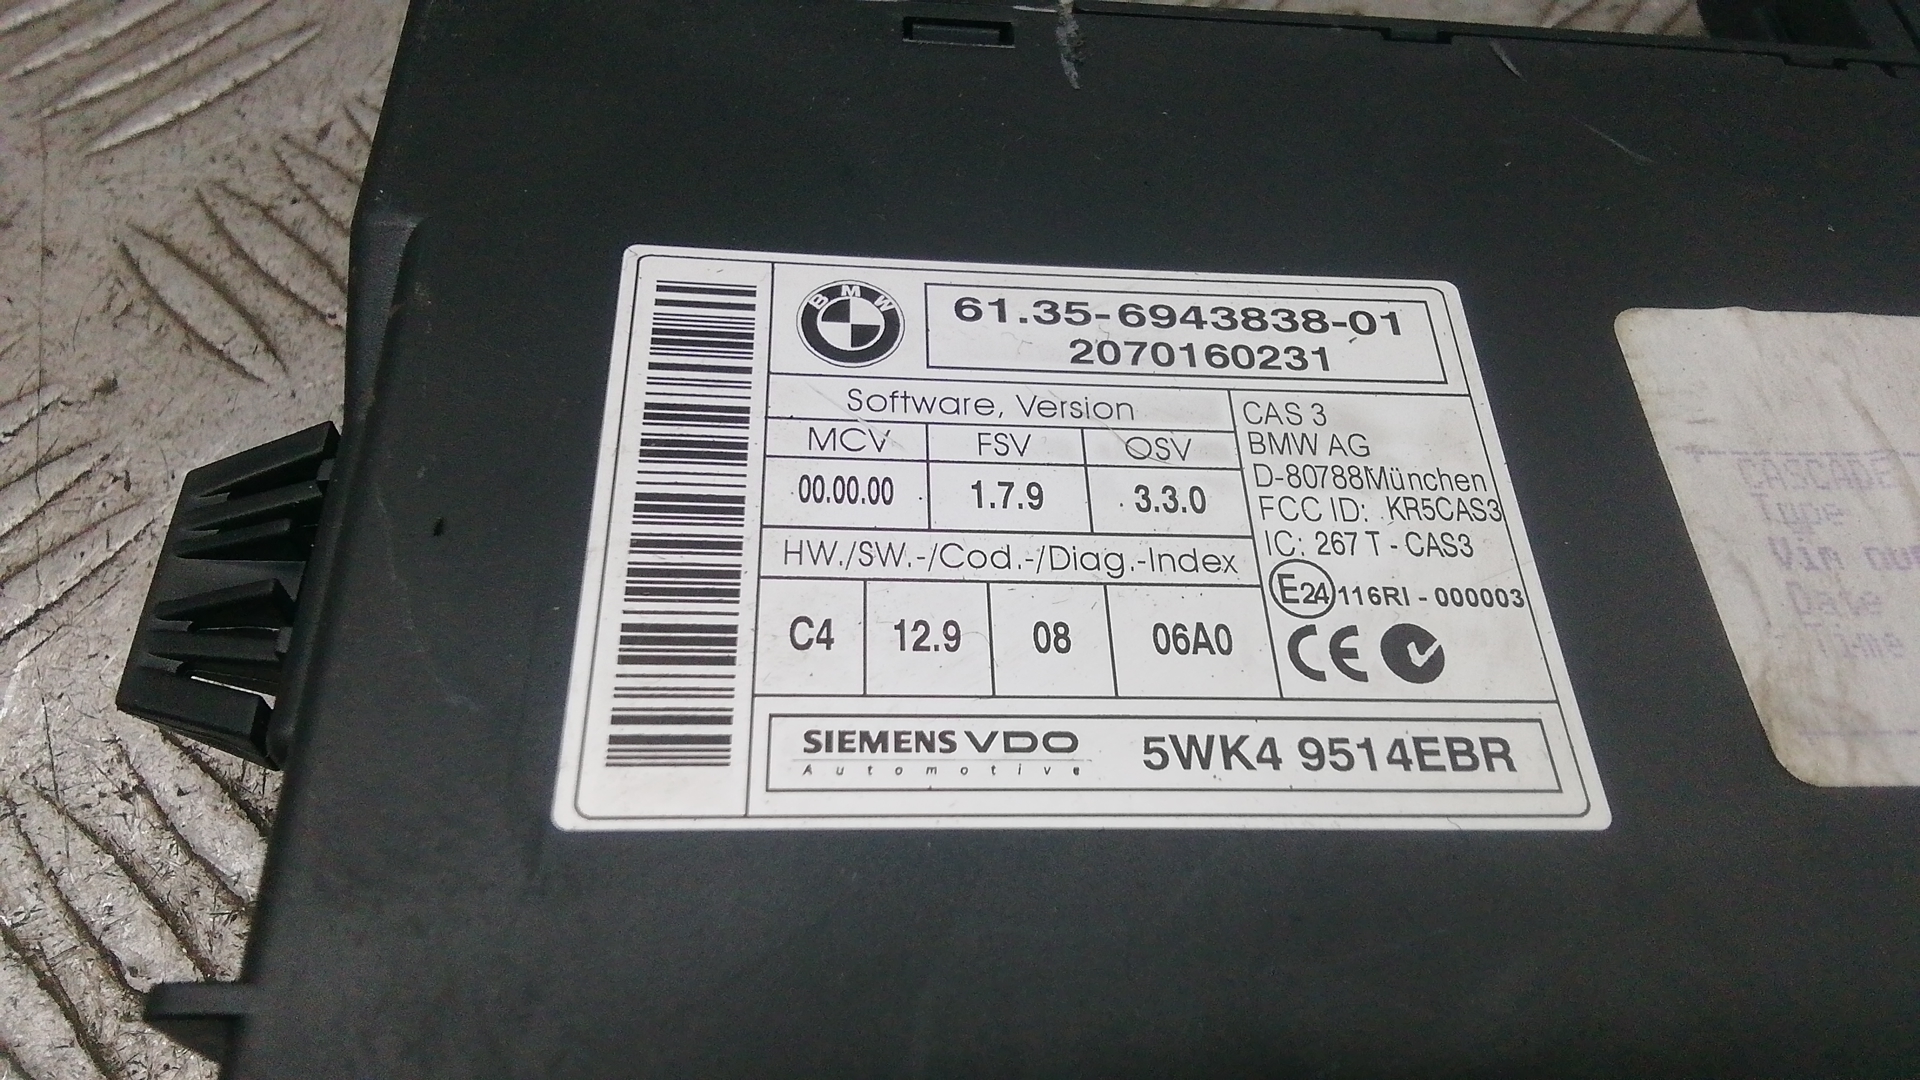 BMW
61.35-6943838-01
2070160231
Software, Version
MCV FSV OSV
00.00.00 1.7.9 3.3.0
HW./SW.-/Cod.-/Diag.-Index
C4 12.9 08 06A0
CAS 3
BMW AG
D-80788München
FCC ID: KR5CAS3
IC: 267 T - CAS3
E24 116RI - 000003
CE
SIEMENS VDO
Automotive
5WK4 9514EBR
CASCADE
Type
Vin
Date
Time